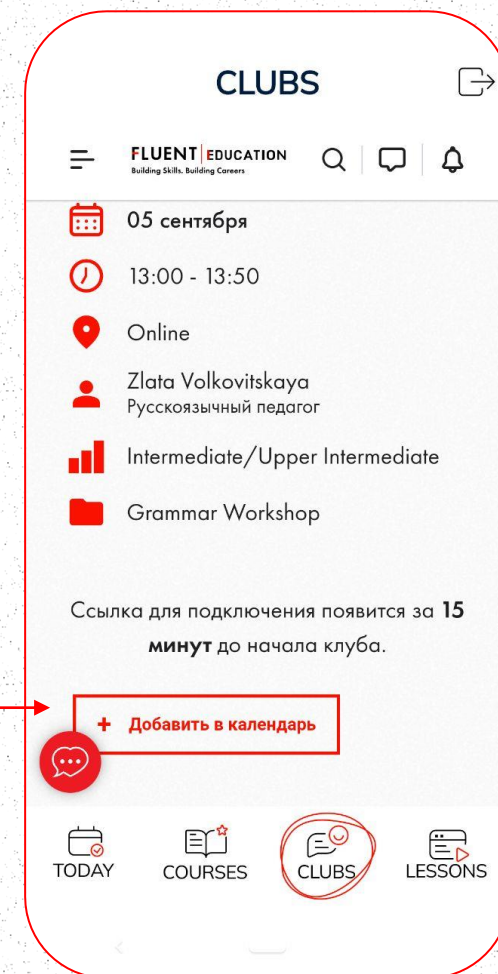 CLUBS
FLUENT EDUCATION
Building Skills. Building Careers
05 сентября
13:00 - 13:50
Online
Zlata Volkovitskaya
Русскоязычный педагог
Intermediate/Upper Intermediate
Grammar Workshop
Ссылка для подключения появится за 15
минут до начала клуба.
+ Добавить в календарь
TODAY COURSES CLUBS LESSONS